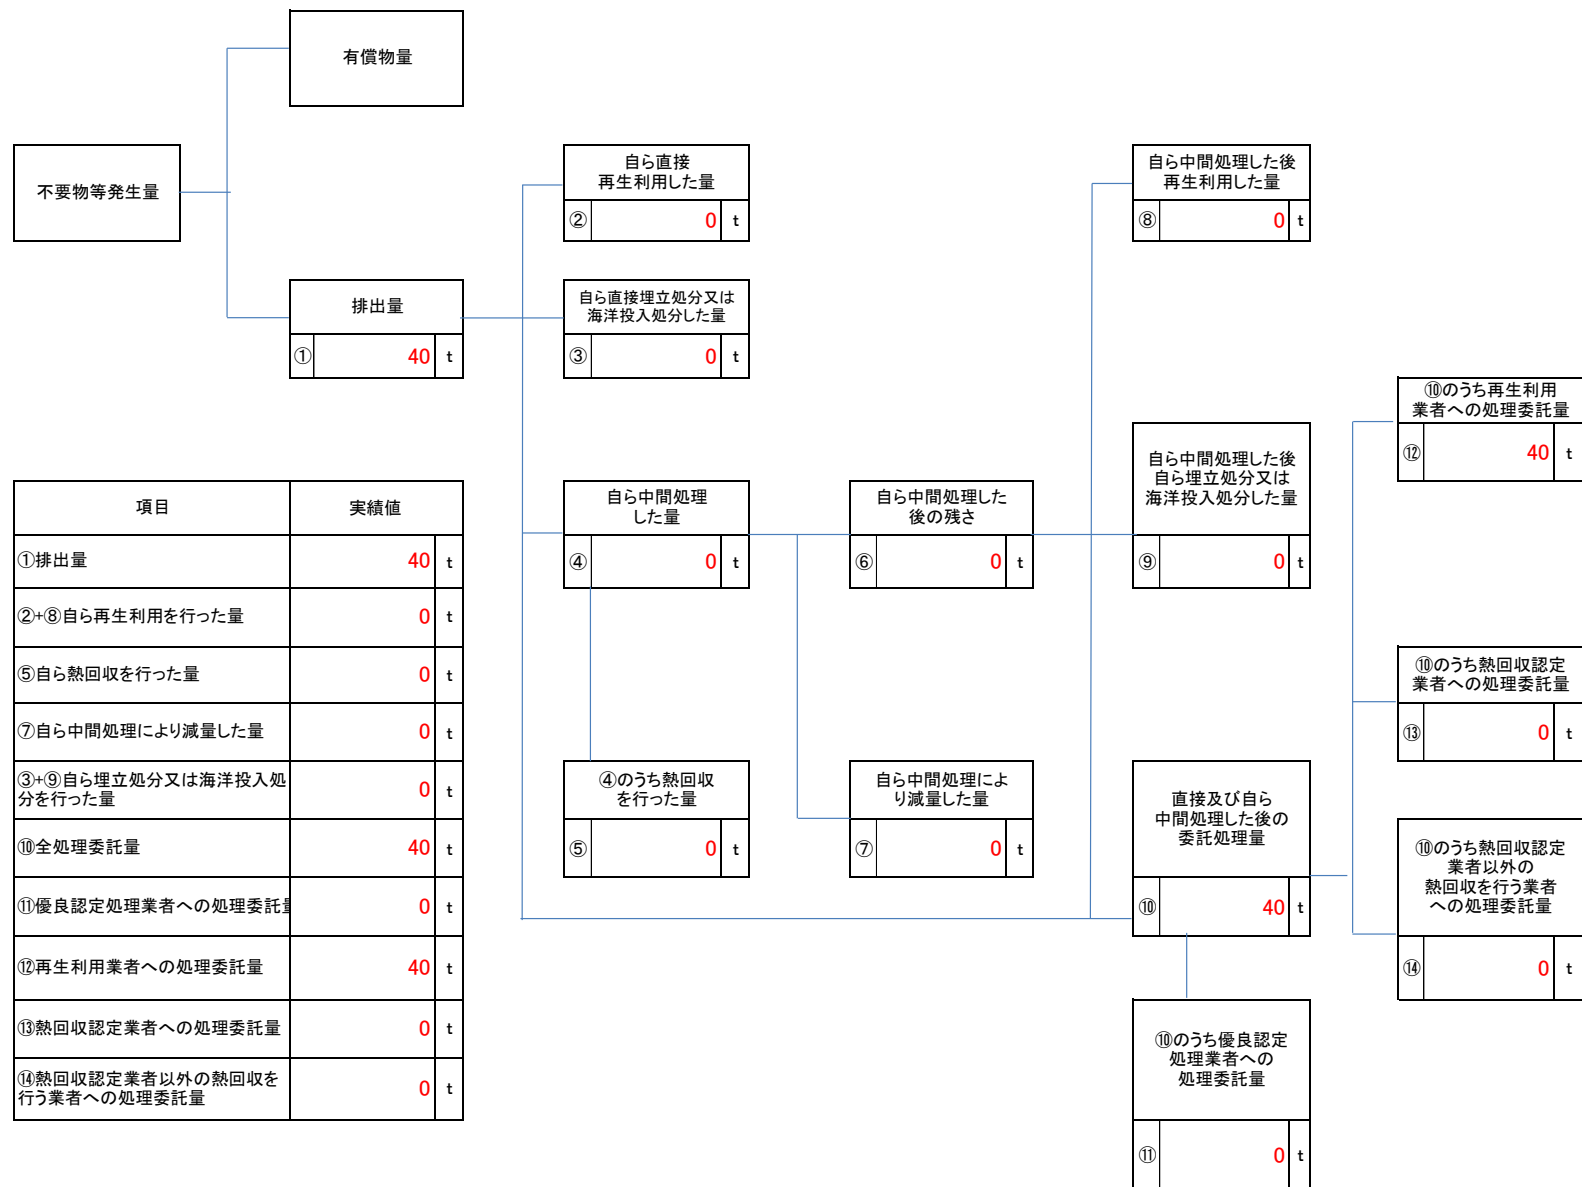 有償物量
不要物等発生量
排出量
① 40 t
自ら直接
再生利用した量
② 0 t
自ら直接埋立処分又は
海洋投入処分した量
③ 0 t
自ら中間処理した後
再生利用した量
⑧ 0 t
⑩のうち再生利用
業者への処理委託量
⑫ 40 t
自ら中間処理した後
自ら埋立処分又は
海洋投入処分した量
⑨ 0 t
自ら中間処理
した量
④ 0 t
自ら中間処理した
後の残さ
⑥ 0 t
⑩のうち熱回収認定
業者への処理委託量
⑬ 0 t
④のうち熱回収
を行った量
⑤ 0 t
自ら中間処理によ
り減量した量
⑦ 0 t
直接及び自ら
中間処理した後の
委託処理量
⑩ 40 t
⑩のうち熱回収認定
業者以外の
熱回収を行う業者
への処理委託量
⑭ 0 t
⑩のうち優良認定
処理業者への
処理委託量
⑪ 0 t
項目 実績値
①排出量 40 t
②+⑧自ら再生利用を行った量 0 t
⑤自ら熱回収を行った量 0 t
⑦自ら中間処理により減量した量 0 t
③+⑨自ら埋立処分又は海洋投入処
分を行った量 0 t
⑩全処理委託量 40 t
⑪優良認定処理業者への処理委託 0 t
⑫再生利用業者への処理委託量 40 t
⑬熱回収認定業者への処理委託量 0 t
⑭熱回収認定業者以外の熱回収を
行う業者への処理委託量 0 t